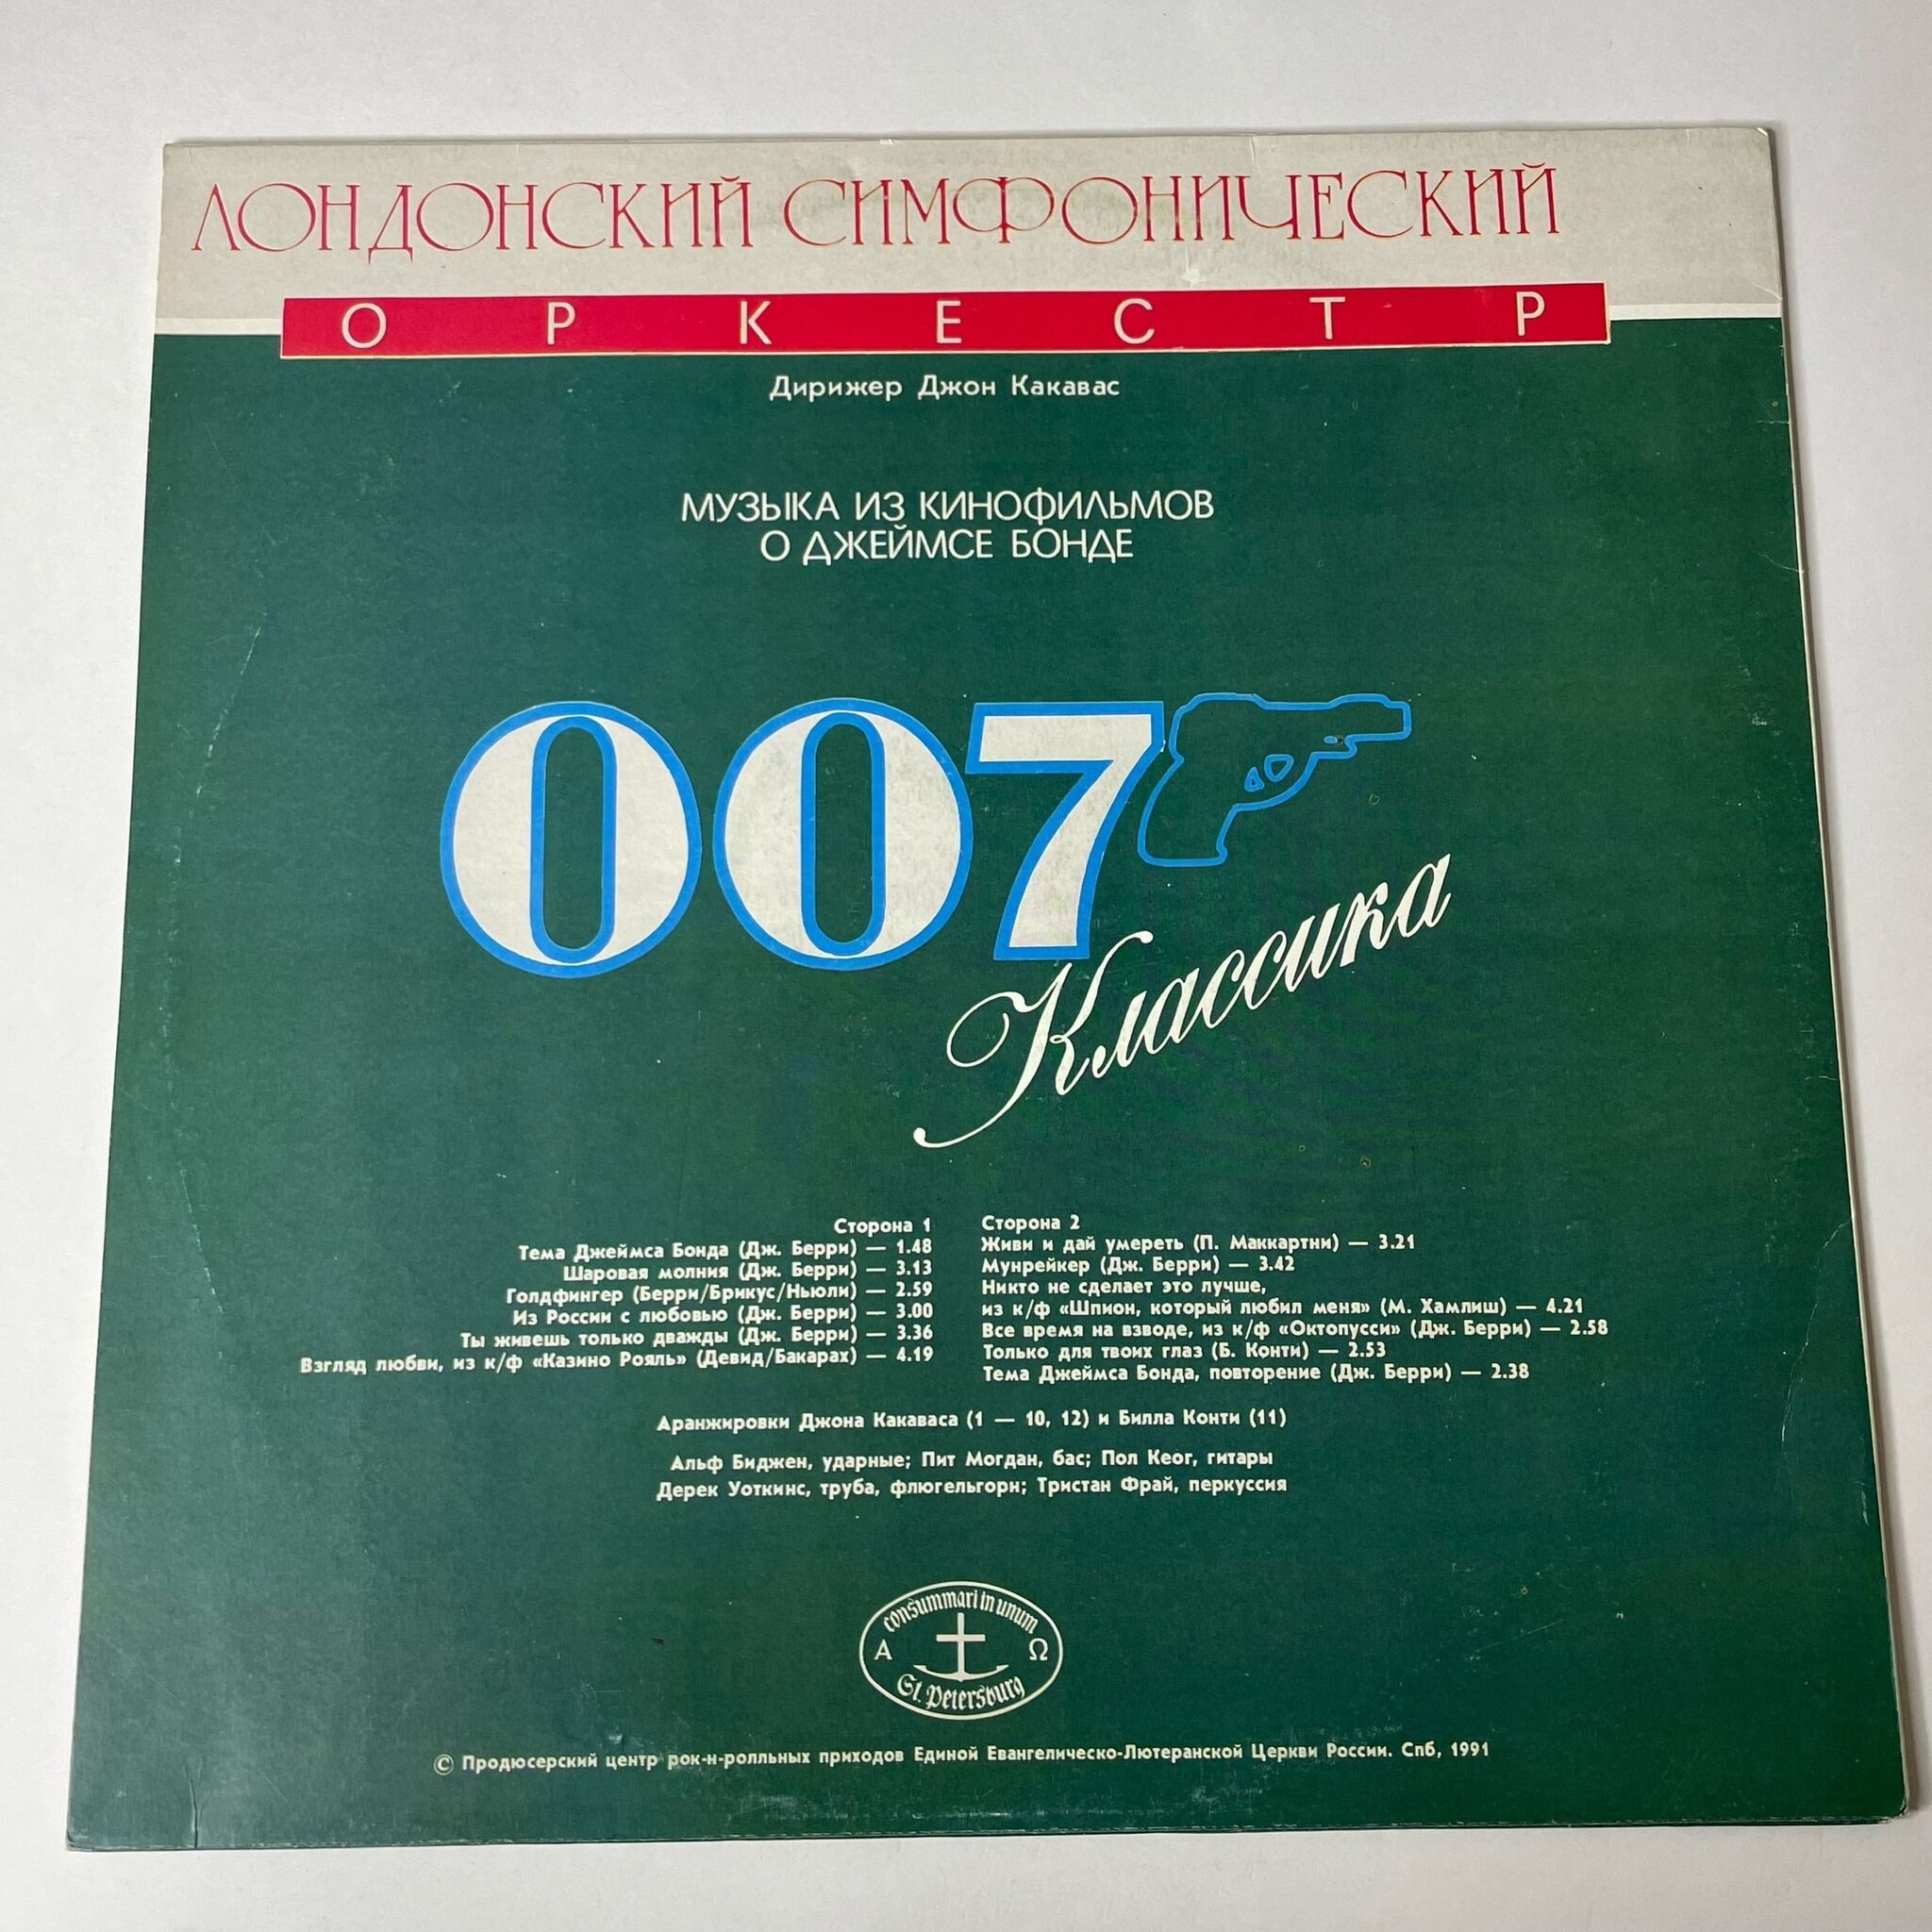 ЛОНДОНСКИЙ СИМФОНИЧЕСКИЙ
ОРКЕСТР
Дирижер Джон Какавас
МУЗЫКА ИЗ КИНОФИЛЬМОВ
О ДЖЕЙМСЕ БОНДЕ
007
Классика
Сторона 1
Тема Джеймса Бонда (Дж. Берри) — 1.48
Шаровая молния (Дж. Берри) — 3.13
Голдфингер (Берри/Брикус/Ньюли) — 2.59
Из России с любовью (Дж. Берри) — 3.00
Ты живешь только дважды (Дж. Берри) — 3.36
Взгляд любви, из к/ф «Казино Рояль» (Девид/Бакарах) — 4.19
Сторона 2
Живи и дай умереть (П. Маккартни) — 3.21
Мунрейкер (Дж. Берри) — 3.42
Никто не сделает это лучше,
из к/ф «Шпион, который любил меня» (М. Хамлиш) — 4.21
Все время на взводе, из к/ф «Октопусси» (Дж. Берри) — 2.58
Только для твоих глаз (Б. Конти) — 2.53
Тема Джеймса Бонда, повторение (Дж. Берри) — 2.38
Аранжировки Джона Какаваса (1 — 10, 12) и Билла Конти (11)
Альф Биджен, ударные; Пит Могдан, бас; Пол Кеог, гитары
Дерек Уоткинс, труба, флюгельгорн; Тристан Фрай, перкуссия
consummari in unum
Α Ω
St. Petersburg
© Продюсерский центр рок-н-ролльных приходов Единой Евангелическо-Лютеранской Церкви России. Спб, 1991